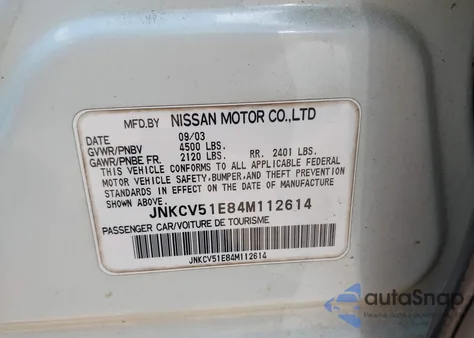 MFD.BY NISSAN MOTOR CO.,LTD
DATE 09/03
GVWR/PNBV 4500 LBS.
GAWR/PNBE FR. 2120 LBS. RR. 2401 LBS.
THIS VEHICLE CONFORMS TO ALL APPLICABLE FEDERAL
MOTOR VEHICLE SAFETY,BUMPER,AND THEFT PREVENTION
STANDARDS IN EFFECT ON THE DATE OF MANUFACTURE
SHOWN ABOVE.
JNKCV51E84M112614
PASSENGER CAR/VOITURE DE TOURISME
JNKCV51E84M112614
autoSnap